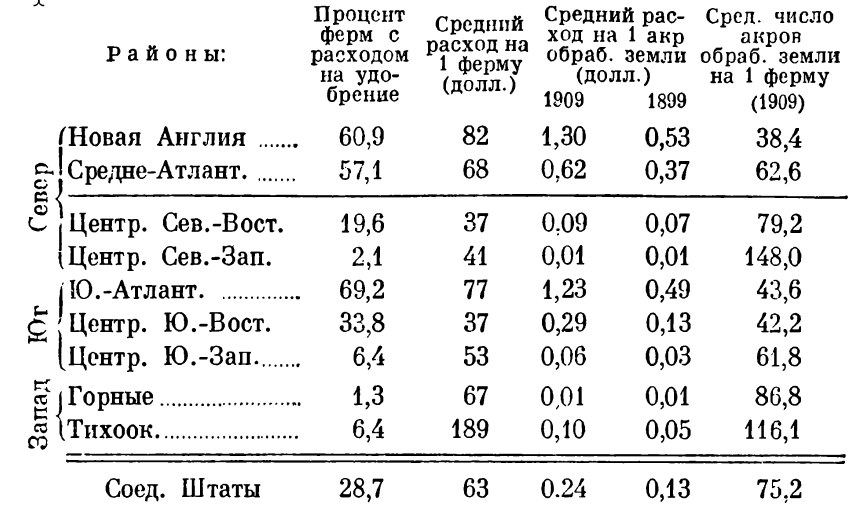 Районы: Процент ферм с расходом на удобрение Средний расход на 1 ферму (долл.) Средний расход на 1 акр обраб. земли (долл.) 1909 1899 Сред. число акров обраб. земли на 1 ферму (1909)
Север
Новая Англия ....... 60,9 82 1,30 0,53 38,4
Средне-Атлант. ....... 57,1 68 0,62 0,37 62,6
Центр. Сев.-Вост. 19,6 37 0.09 0,07 79,2
Центр. Сев.-Зап. 2,1 41 0,01 0,01 148,0
Юг
Ю.-Атлант. ............. 69,2 77 1,23 0,49 43,6
Центр. Ю.-Вост. 33,8 37 0,29 0,13 42,2
Центр. Ю.-Зап....... 6,4 53 0,06 0,03 61,8
Запад
Горные ....................... 1,3 67 0,01 0,01 86,8
Тихоок. ....................... 6,4 189 0,10 0,05 116,1
Соед. Штаты 28,7 63 0.24 0,13 75,2